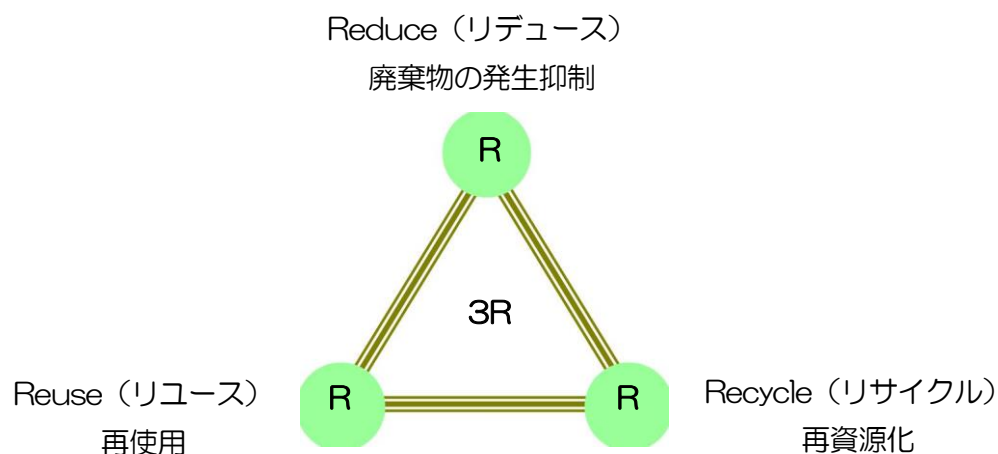 Reduce（リデュース）
廃棄物の発生抑制
R
3R
Reuse（リユース）
再使用
R
R
Recycle（リサイクル）
再資源化